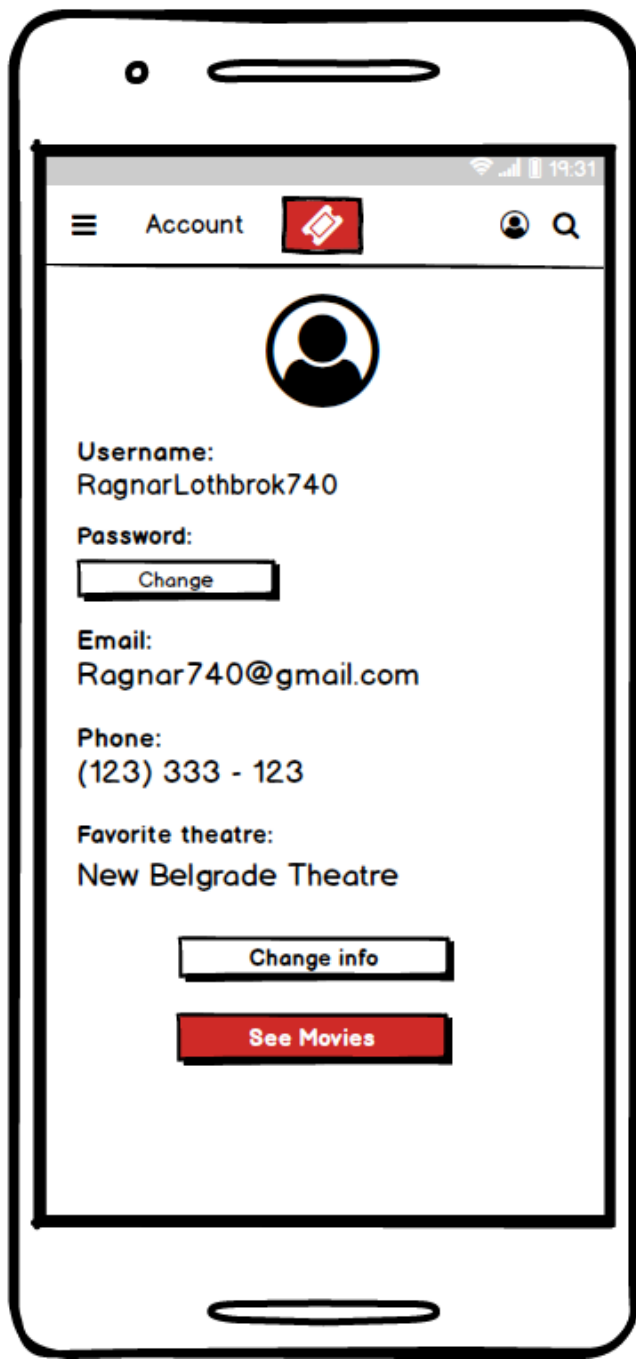 19:31
Account
Username:
RagnarLothbrok740
Password:
Change
Email:
Ragnar740@gmail.com
Phone:
(123) 333 - 123
Favorite theatre:
New Belgrade Theatre
Change info
See Movies